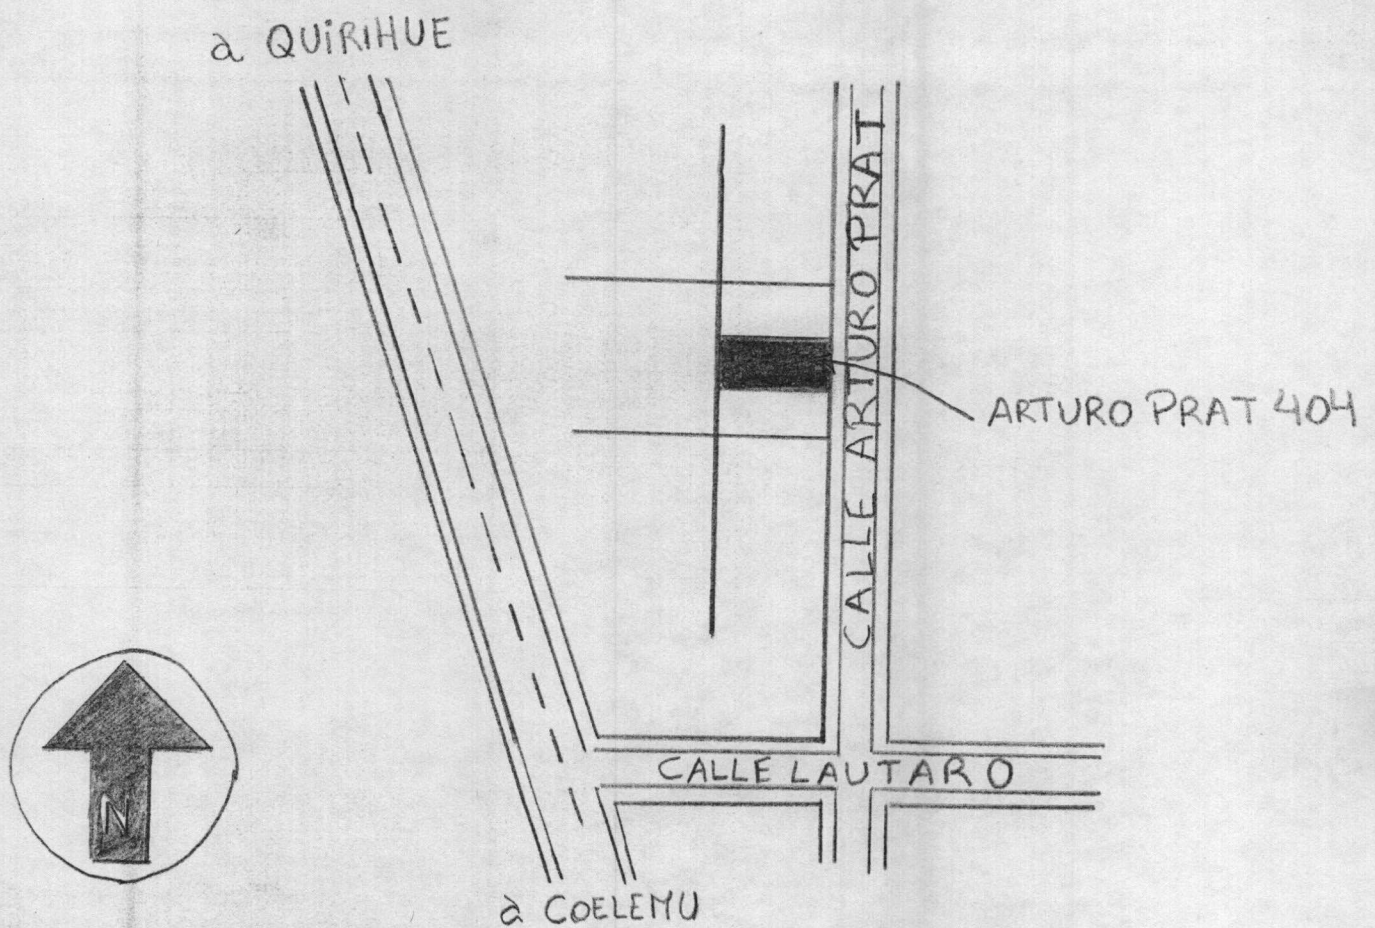 a QUIRIHUE
CALLE ARTURO PRAT
ARTURO PRAT 404
CALLE LAUTARO
N
a COELEMU